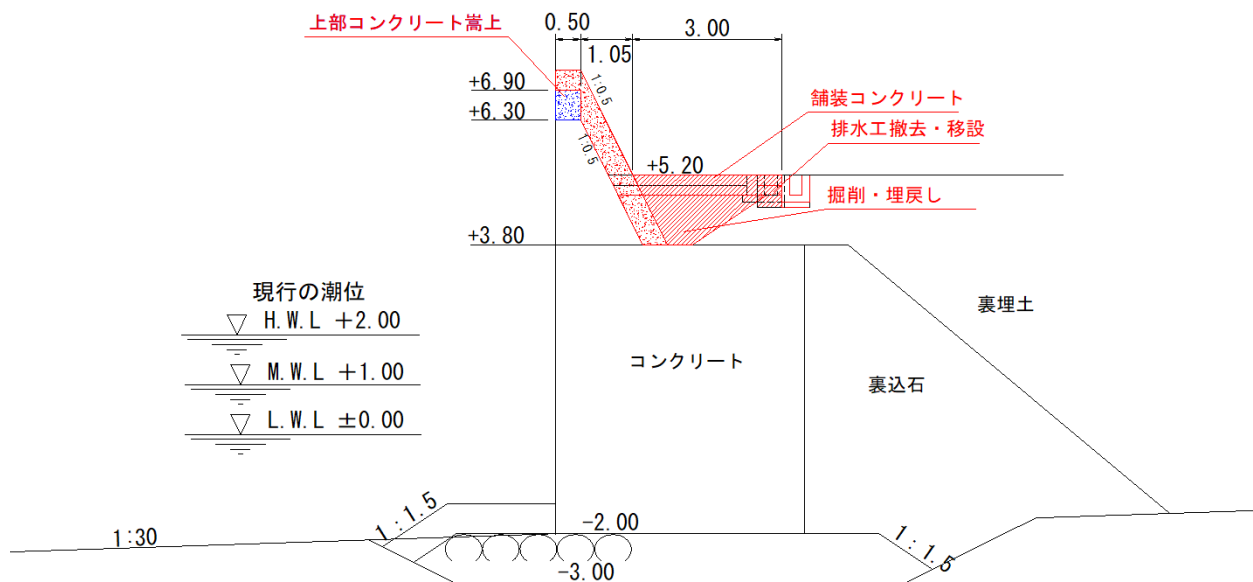 上部コンクリート嵩上
0.50
1.05
3.00
+6.90
+6.30
1:0.5
1:0.5
舗装コンクリート
排水工撤去・移設
+5.20
掘削・埋戻し
+3.80
現行の潮位
H.W.L +2.00
M.W.L +1.00
L.W.L ±0.00
コンクリート
裏込石
裏埋土
1:30
1:1.5
-2.00
-3.00
1:1.5